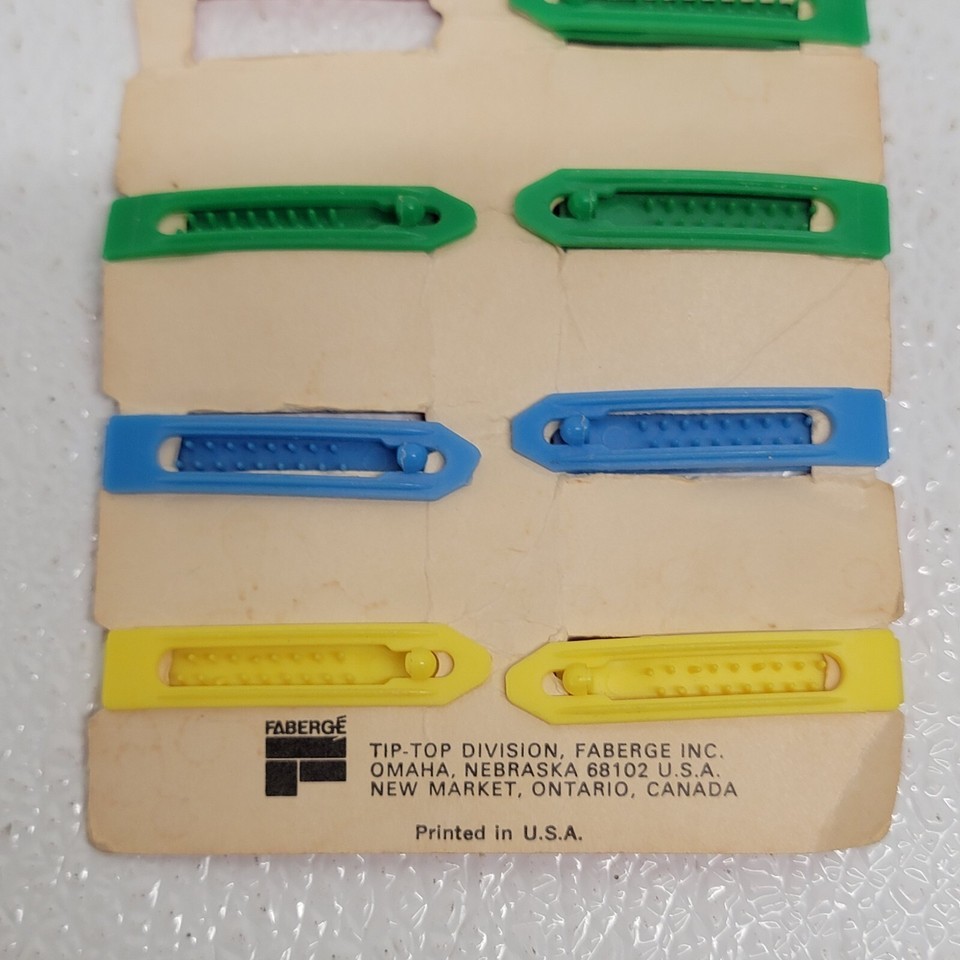 FABERGÉ
TIP-TOP DIVISION, FABERGE INC.
OMAHA, NEBRASKA 68102 U.S.A.
NEW MARKET, ONTARIO, CANADA
Printed in U.S.A.